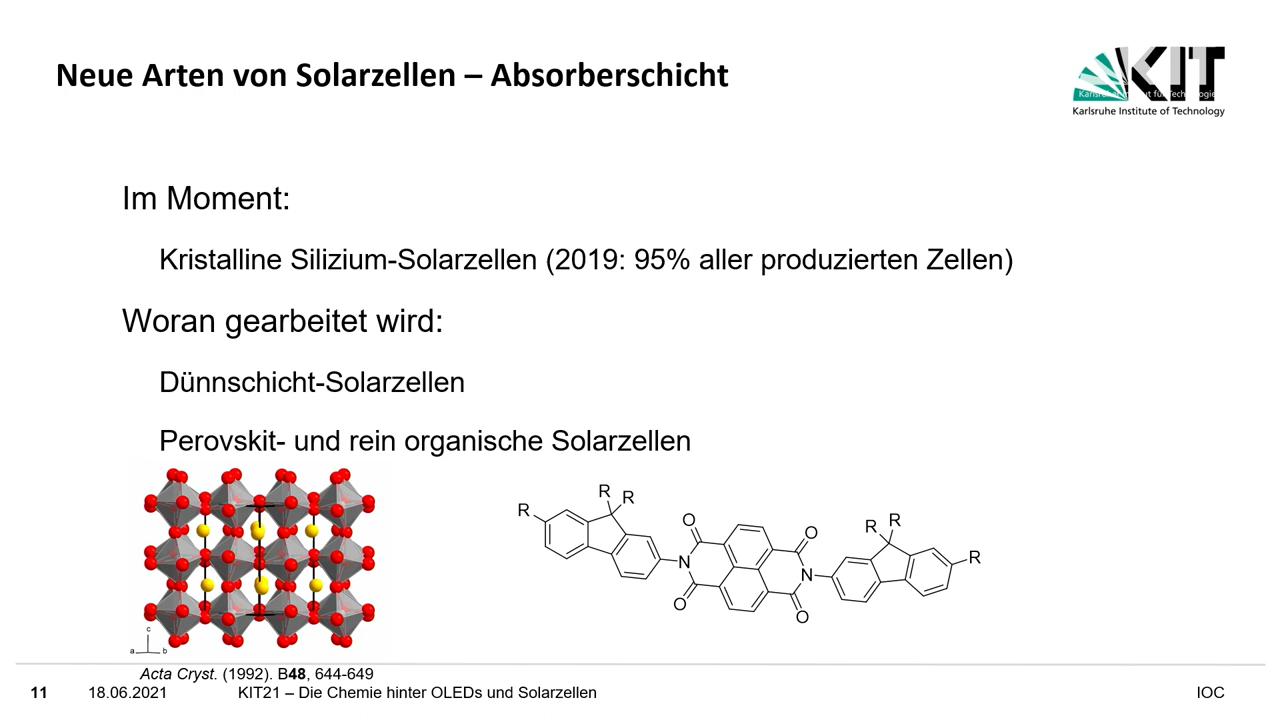 Neue Arten von Solarzellen – Absorberschicht
KIT
Karlsruhe Institute of Technology
Im Moment:
Kristalline Silizium-Solarzellen (2019: 95% aller produzierten Zellen)
Woran gearbeitet wird:
Dünnschicht-Solarzellen
Perovskit- und rein organische Solarzellen
R R
R
O O
N N
O O
R R
R
c
a b
Acta Cryst. (1992). B48, 644-649
11 18.06.2021 KIT21 – Die Chemie hinter OLEDs und Solarzellen IOC